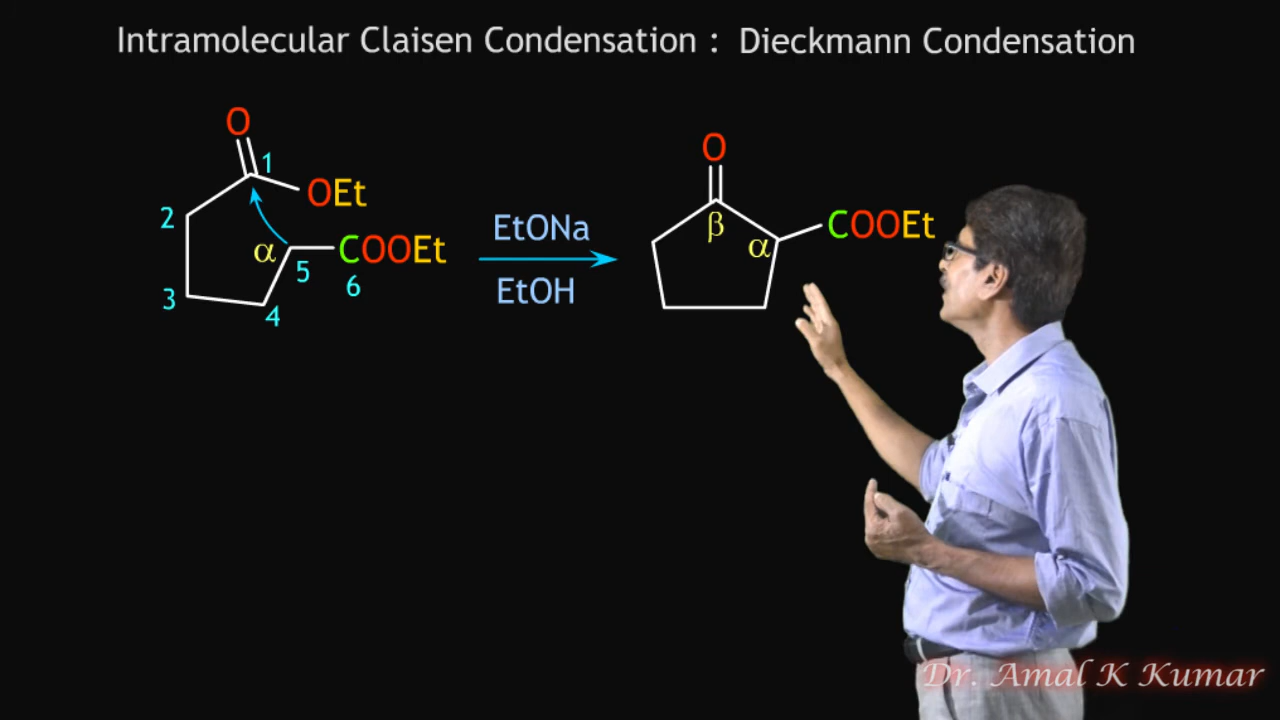 Intramolecular Claisen Condensation : Dieckmann Condensation
O
1
OEt
2
α
COOEt
5
6
3
4
EtONa
EtOH
O
β
α
COOEt
Dr. Amal K Kumar